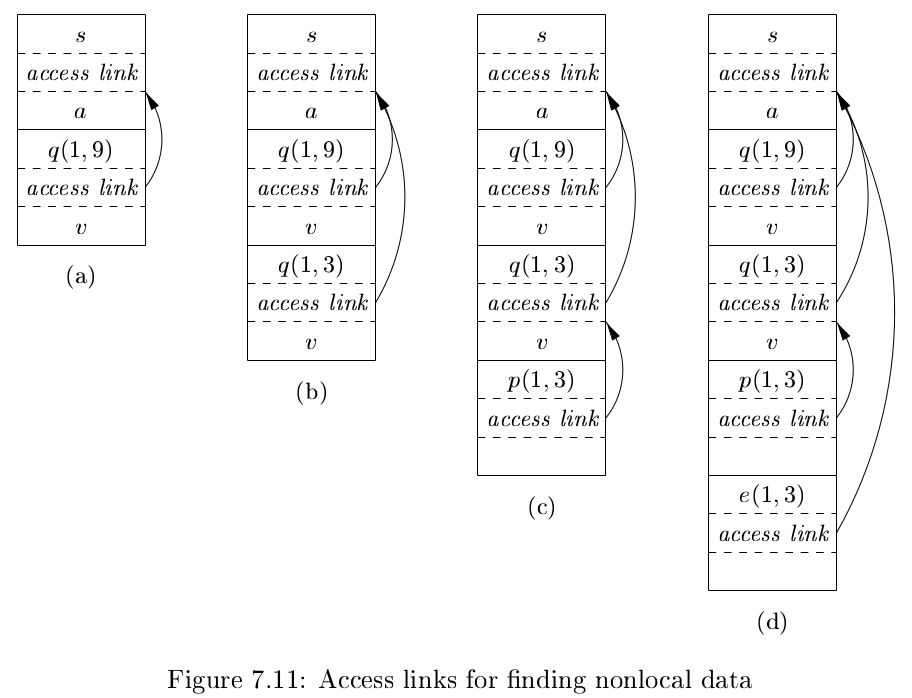 s
access link
a
q(1, 9)
access link
v
(a)
s
access link
a
q(1, 9)
access link
v
q(1, 3)
access link
v
(b)
s
access link
a
q(1, 9)
access link
v
q(1, 3)
access link
v
p(1, 3)
access link
(c)
s
access link
a
q(1, 9)
access link
v
q(1, 3)
access link
v
p(1, 3)
access link
e(1, 3)
access link
(d)
Figure 7.11: Access links for finding nonlocal data